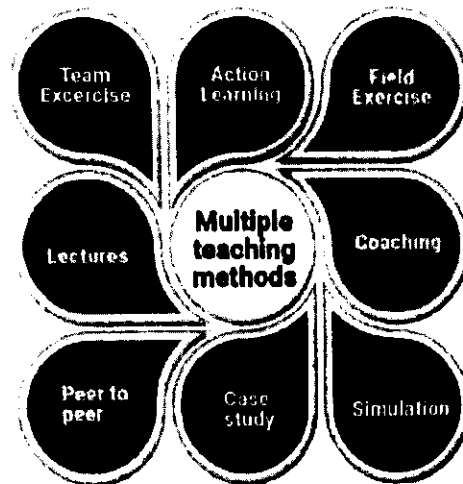 Team
Excercise
Action
Learning
Field
Exercise
Lectures
Multiple
teaching
methods
Coaching
Peer to
peer
Case
study
Simulation